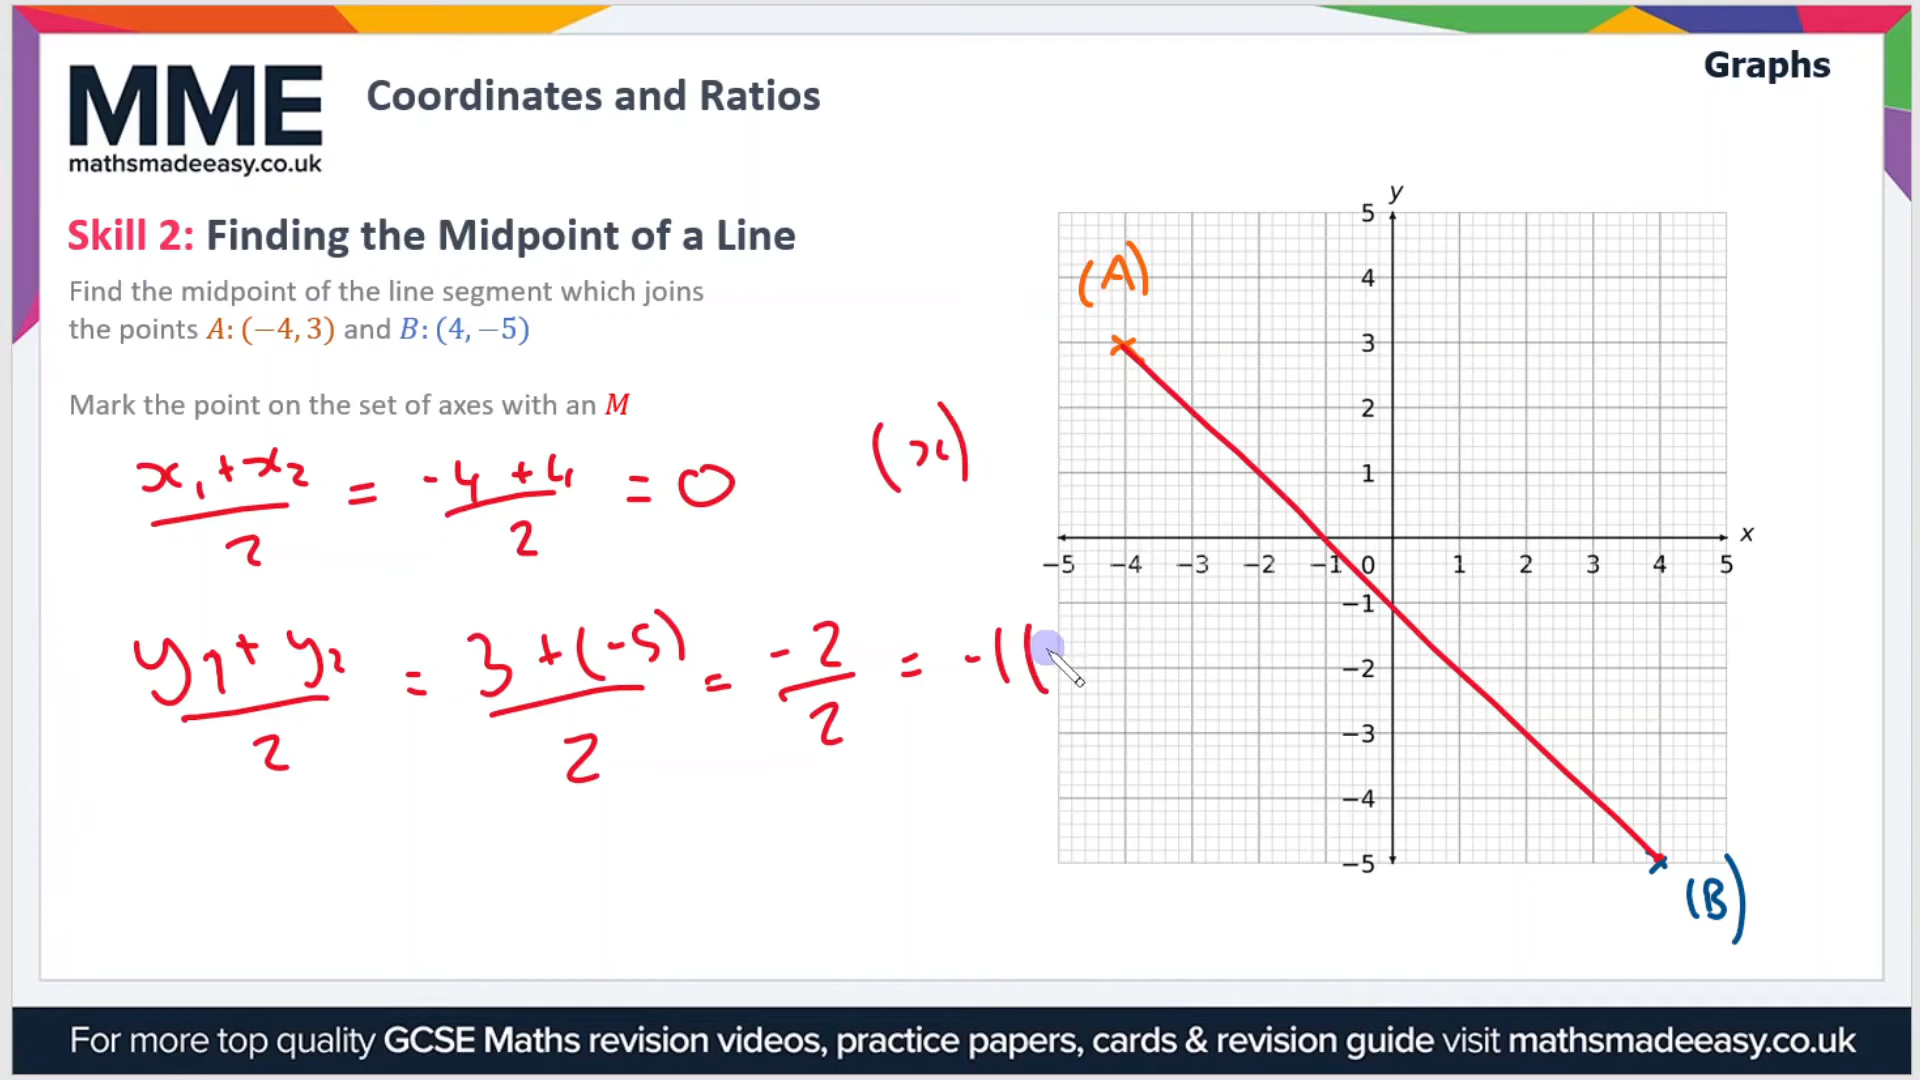 Graphs
MME
mathsmadeeasy.co.uk
Coordinates and Ratios
Skill 2: Finding the Midpoint of a Line
Find the midpoint of the line segment which joins
the points A: (−4, 3) and B: (4, −5)
Mark the point on the set of axes with an M
x₁+x₂/2 = -4+4/2 = 0 (x)
y₁+y₂/2 = 3+(-5)/2 = -2/2 = -1 (
y
5
(A)
4
3
2
1
x
−5 −4 −3 −2 −1 0 1 2 3 4 5
−1
−2
−3
−4
−5
(B)
For more top quality GCSE Maths revision videos, practice papers, cards & revision guide visit mathsmadeeasy.co.uk